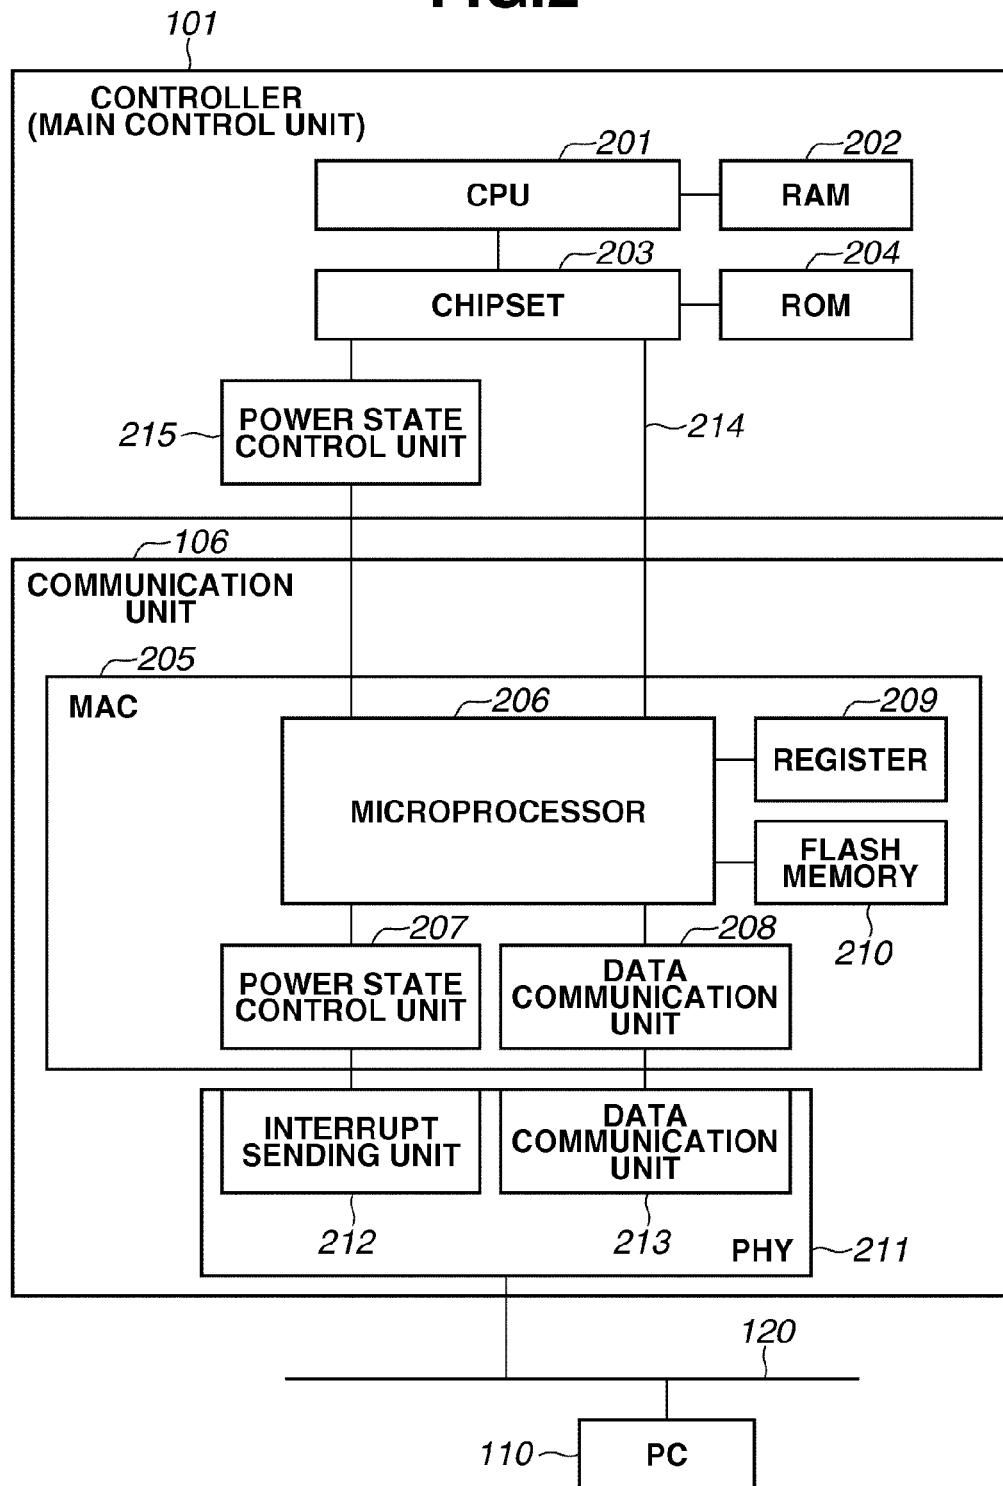 FIG.2
101
CONTROLLER
(MAIN CONTROL UNIT)
201
CPU
202
RAM
203
CHIPSET
204
ROM
215
POWER STATE
CONTROL UNIT
214
106
COMMUNICATION
UNIT
205
MAC
206
MICROPROCESSOR
209
REGISTER
FLASH
MEMORY
210
207
POWER STATE
CONTROL UNIT
208
DATA
COMMUNICATION
UNIT
INTERRUPT
SENDING UNIT
212
DATA
COMMUNICATION
UNIT
213
PHY
211
120
110
PC